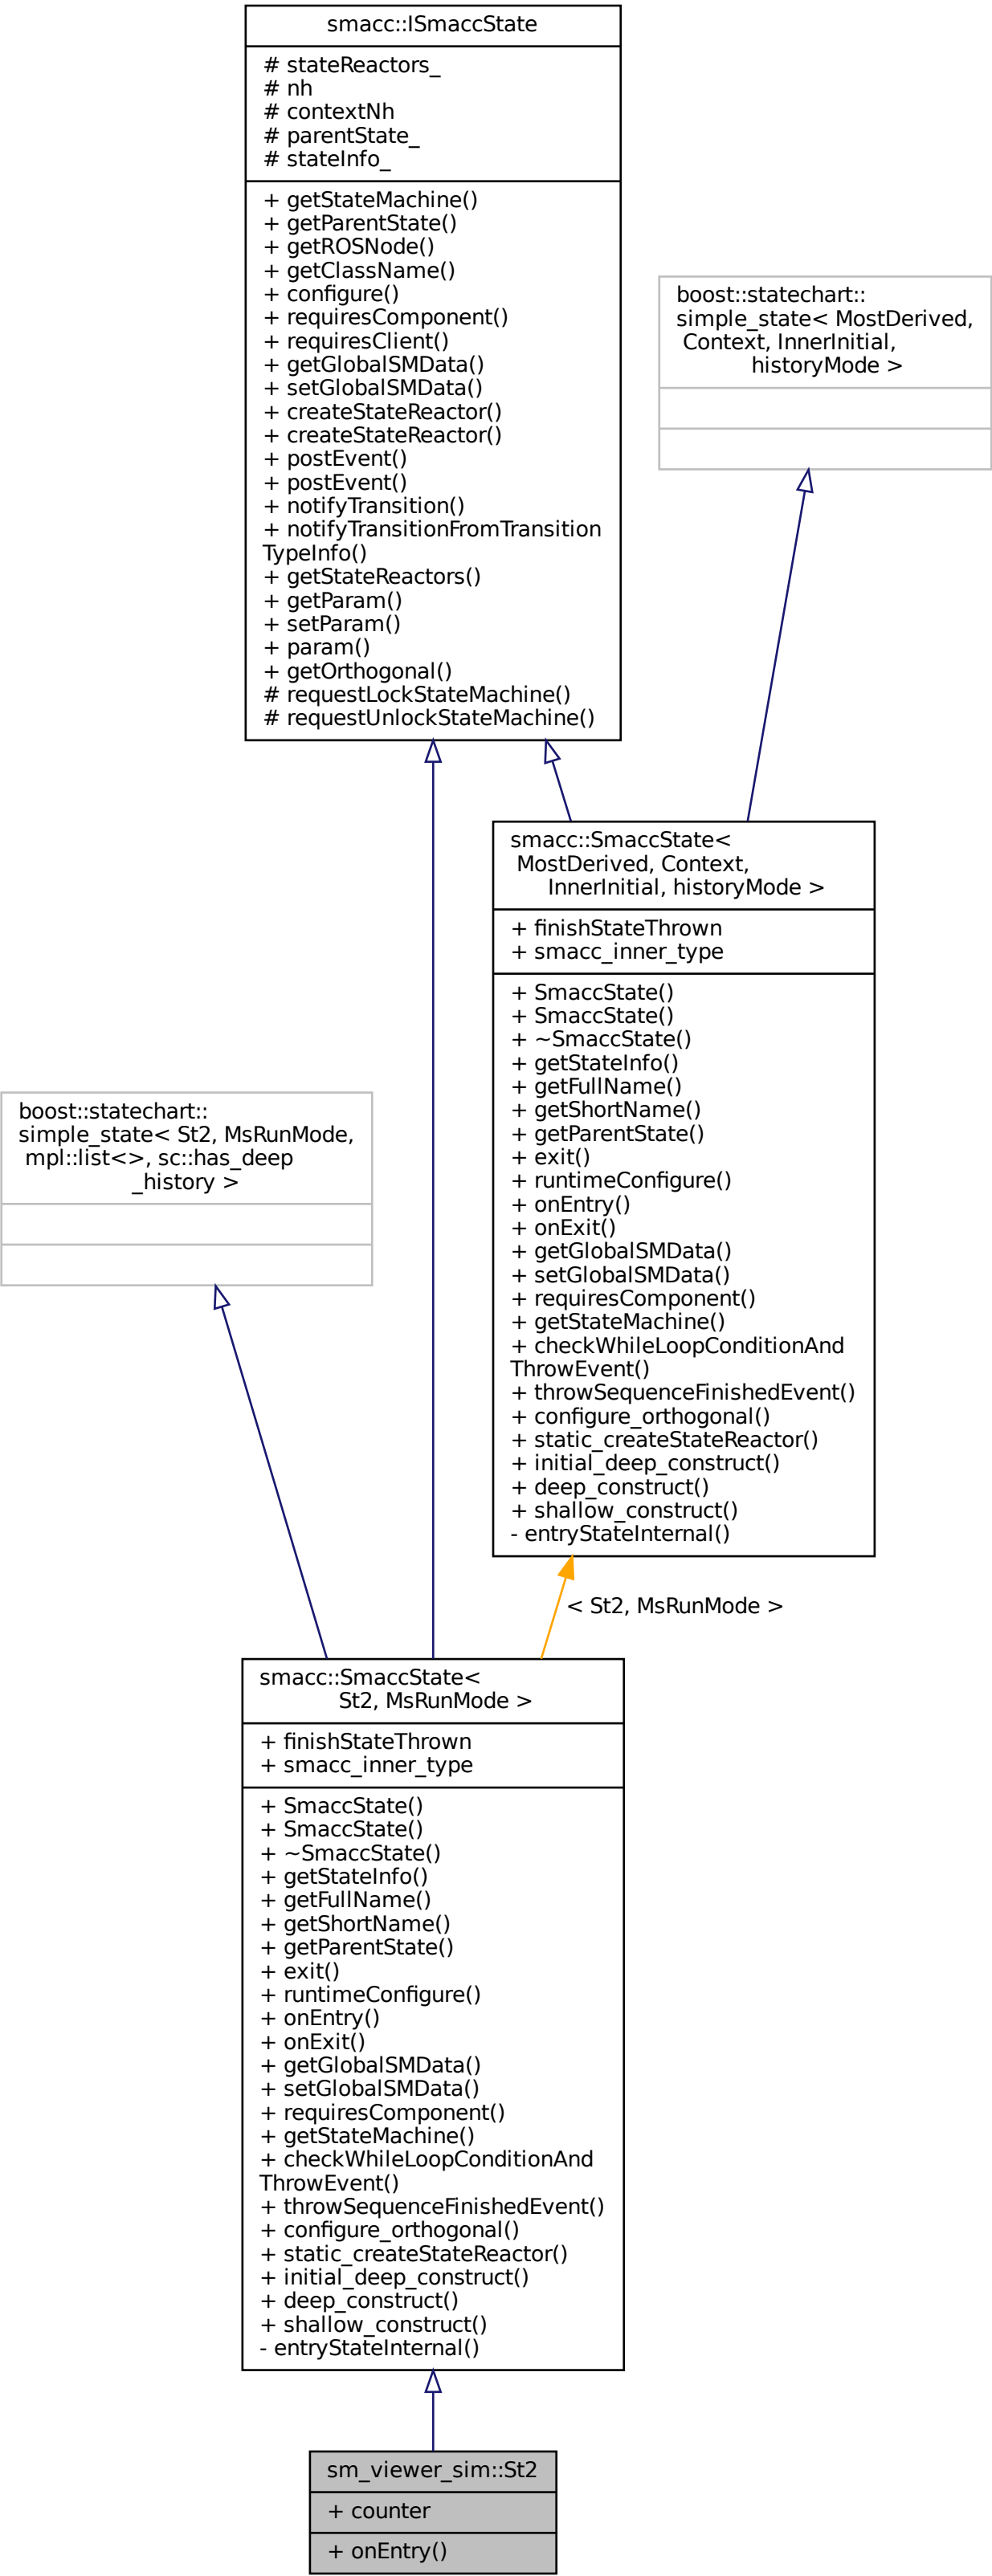 smacc::ISmaccState
# stateReactors_
# nh
# contextNh
# parentState_
# stateInfo_
+ getStateMachine()
+ getParentState()
+ getROSNode()
+ getClassName()
+ configure()
+ requiresComponent()
+ requiresClient()
+ getGlobalSMData()
+ setGlobalSMData()
+ createStateReactor()
+ createStateReactor()
+ postEvent()
+ postEvent()
+ notifyTransition()
+ notifyTransitionFromTransition
TypeInfo()
+ getStateReactors()
+ getParam()
+ setParam()
+ param()
+ getOrthogonal()
# requestLockStateMachine()
# requestUnlockStateMachine()
boost::statechart::
simple_state< MostDerived,
Context, InnerInitial,
historyMode >
smacc::SmaccState<
MostDerived, Context,
InnerInitial, historyMode >
+ finishStateThrown
+ smacc_inner_type
+ SmaccState()
+ SmaccState()
+ ~SmaccState()
+ getStateInfo()
+ getFullName()
+ getShortName()
+ getParentState()
+ exit()
+ runtimeConfigure()
+ onEntry()
+ onExit()
+ getGlobalSMData()
+ setGlobalSMData()
+ requiresComponent()
+ getStateMachine()
+ checkWhileLoopConditionAnd
ThrowEvent()
+ throwSequenceFinishedEvent()
+ configure_orthogonal()
+ static_createStateReactor()
+ initial_deep_construct()
+ deep_construct()
+ shallow_construct()
- entryStateInternal()
boost::statechart::
simple_state< St2, MsRunMode,
mpl::list<>, sc::has_deep
_history >
< St2, MsRunMode >
smacc::SmaccState<
St2, MsRunMode >
+ finishStateThrown
+ smacc_inner_type
+ SmaccState()
+ SmaccState()
+ ~SmaccState()
+ getStateInfo()
+ getFullName()
+ getShortName()
+ getParentState()
+ exit()
+ runtimeConfigure()
+ onEntry()
+ onExit()
+ getGlobalSMData()
+ setGlobalSMData()
+ requiresComponent()
+ getStateMachine()
+ checkWhileLoopConditionAnd
ThrowEvent()
+ throwSequenceFinishedEvent()
+ configure_orthogonal()
+ static_createStateReactor()
+ initial_deep_construct()
+ deep_construct()
+ shallow_construct()
- entryStateInternal()
sm_viewer_sim::St2
+ counter
+ onEntry()